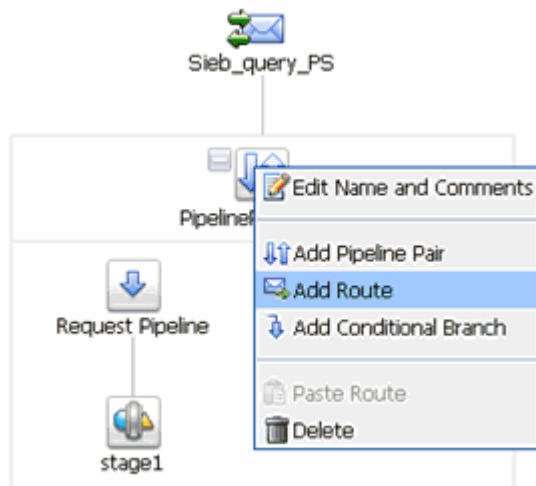 Sieb_query_PS
Edit Name and Comments
Add Pipeline Pair
Add Route
Add Conditional Branch
Paste Route
Delete
Request Pipeline
stage1